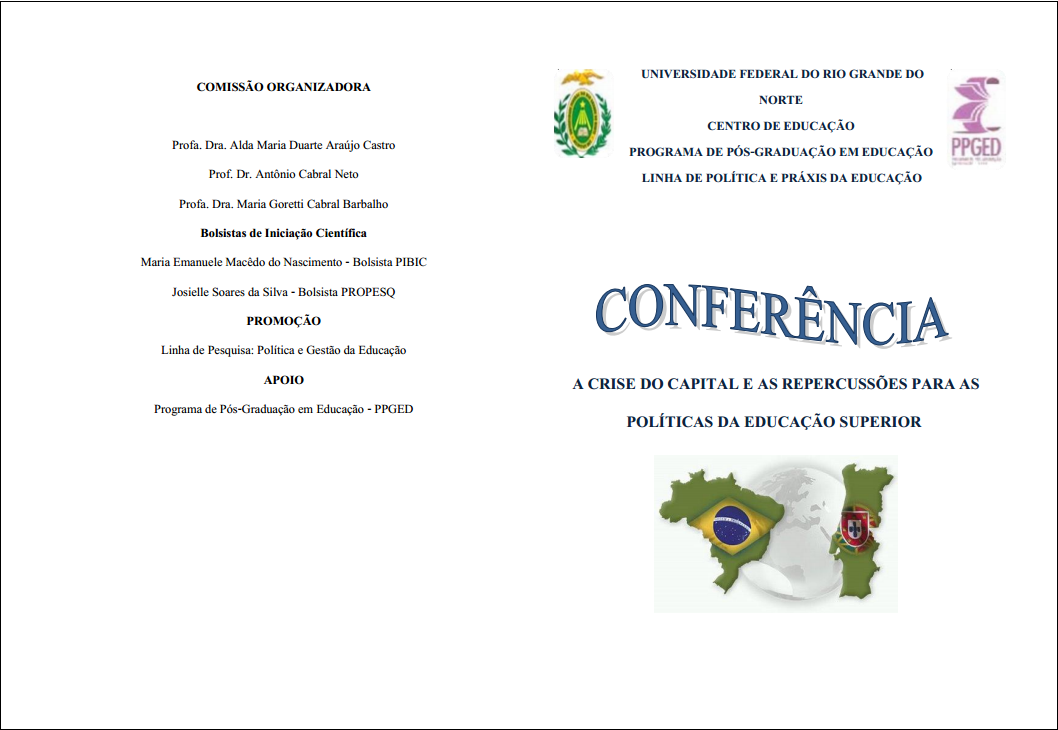 COMISSÃO ORGANIZADORA
Profa. Dra. Alda Maria Duarte Araújo Castro
Prof. Dr. Antônio Cabral Neto
Profa. Dra. Maria Goretti Cabral Barbalho
Bolsistas de Iniciação Científica
Maria Emanuele Macêdo do Nascimento - Bolsista PIBIC
Josielle Soares da Silva - Bolsista PROPESQ
PROMOÇÃO
Linha de Pesquisa: Política e Gestão da Educação
APOIO
Programa de Pós-Graduação em Educação - PPGED
UNIVERSIDADE FEDERAL DO RIO GRANDE DO
NORTE
CENTRO DE EDUCAÇÃO
PROGRAMA DE PÓS-GRADUAÇÃO EM EDUCAÇÃO
LINHA DE POLÍTICA E PRÁXIS DA EDUCAÇÃO
PPGED
CONFERÊNCIA
A CRISE DO CAPITAL E AS REPERCUSSÕES PARA AS
POLÍTICAS DA EDUCAÇÃO SUPERIOR